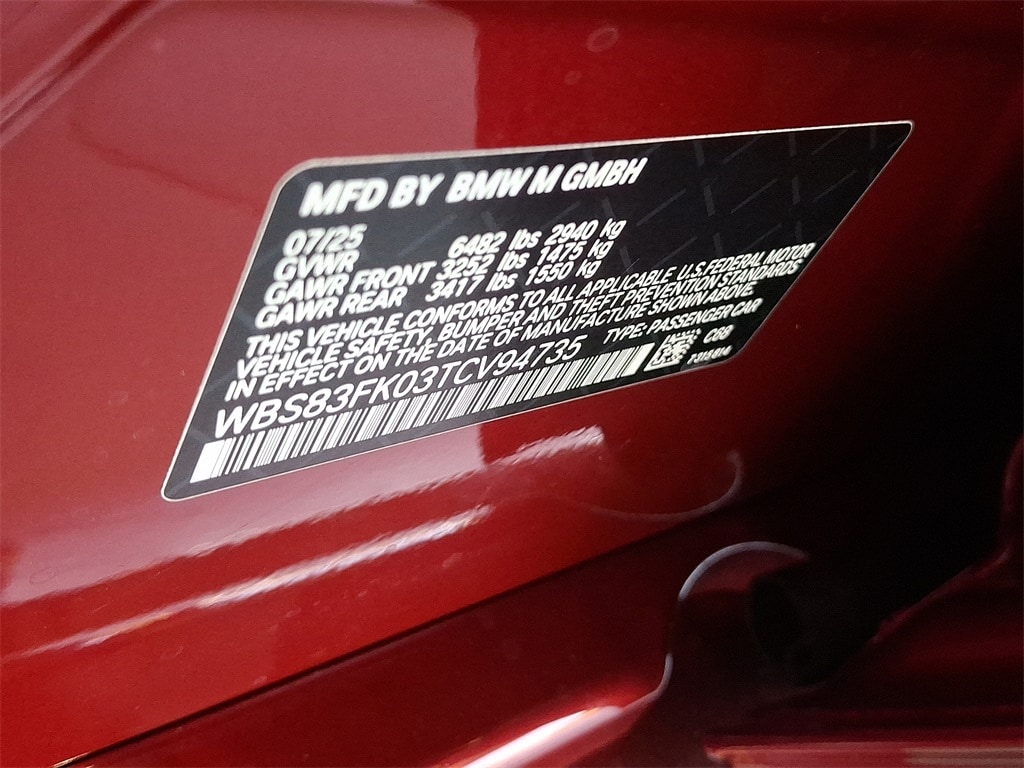 MFD BY BMW M GMBH
07/25
GVWR 6482 lbs 2940 kg
GAWR FRONT 3252 lbs 1475 kg
GAWR REAR 3417 lbs 1550 kg
THIS VEHICLE CONFORMS TO ALL APPLICABLE U.S.FEDERAL MOTOR
VEHICLE SAFETY, BUMPER AND THEFT PREVENTION STANDARDS
IN EFFECT ON THE DATE OF MANUFACTURE SHOWN ABOVE.
WBS83FK03TCV94735 TYPE: PASSENGER CAR